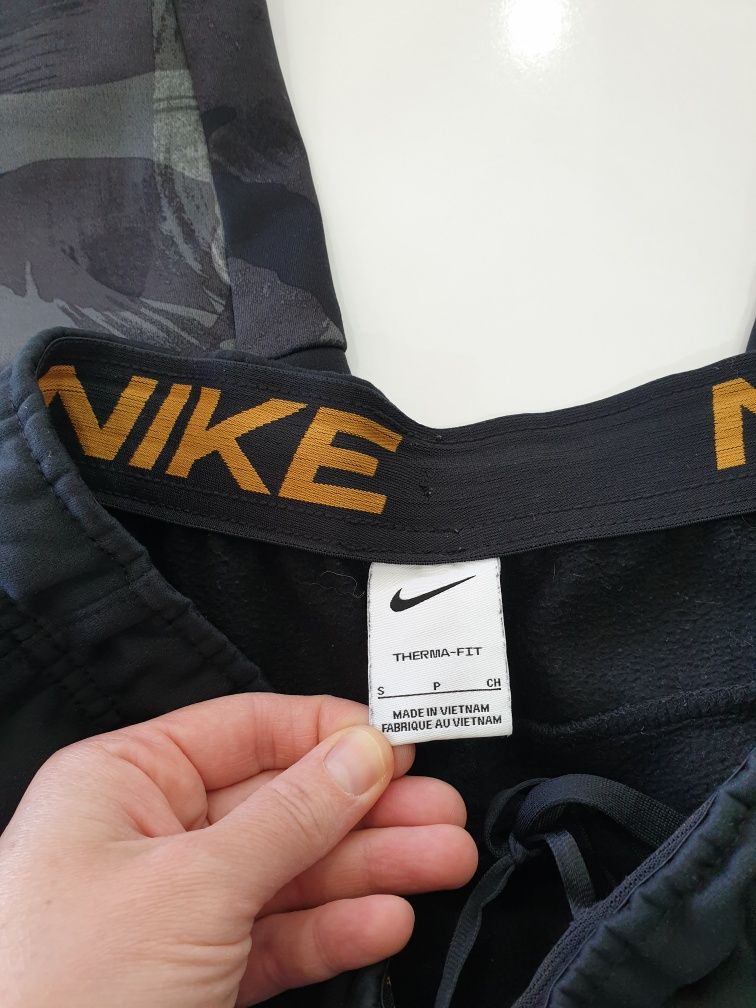 NIKE
N
THERMA-FIT
S P CH
MADE IN VIETNAM
FABRIQUE AU VIETNAM